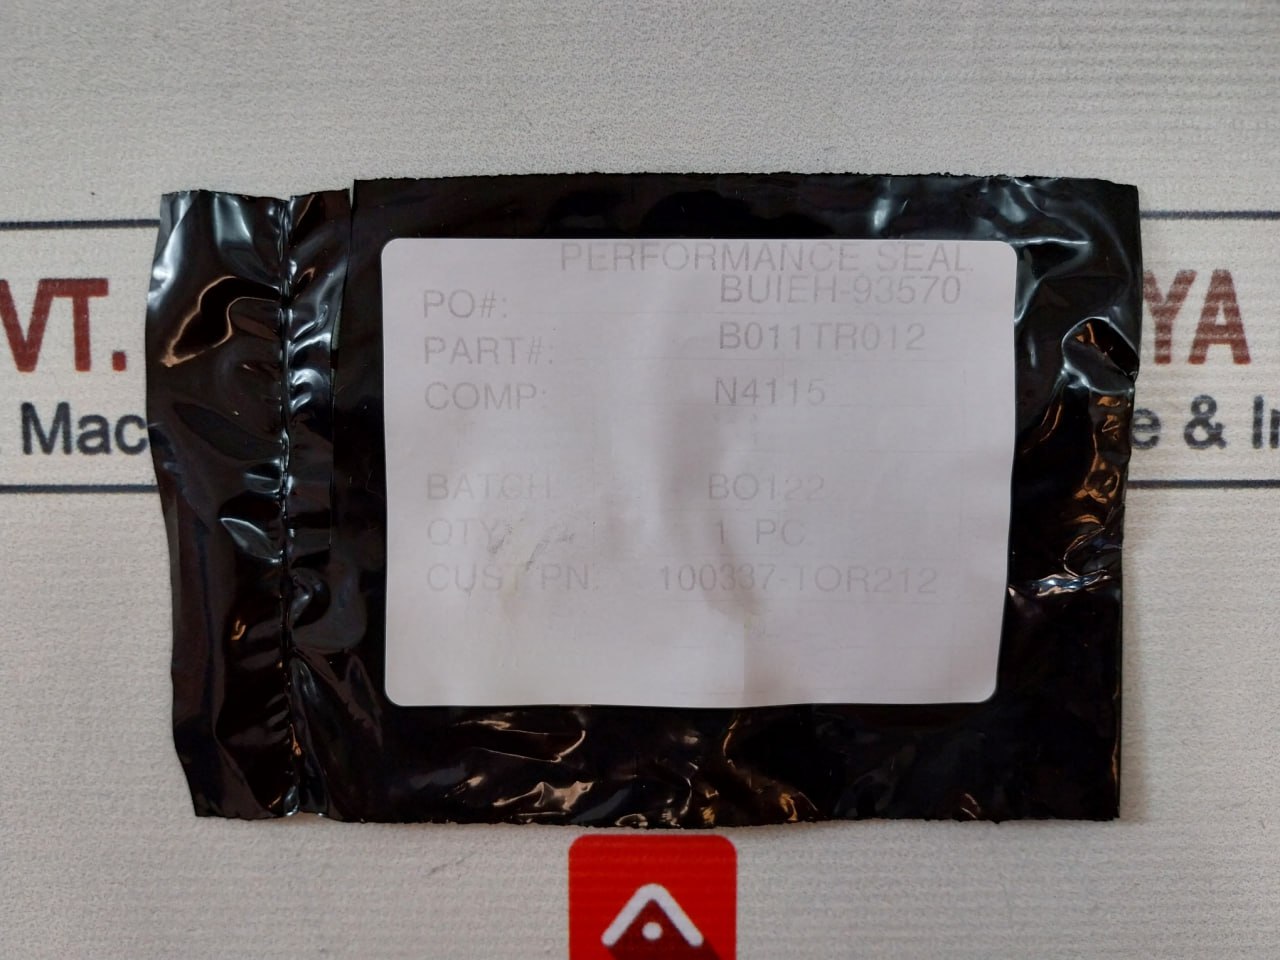 PERFORMANCE SEAL
PO#: BUIEH-93570
PART#: B011TR012
COMP: N4115
BATCH BO122
QTY 1 PC
CUST PN: 100337-TOR212
VT.
YA
Mac
e & In